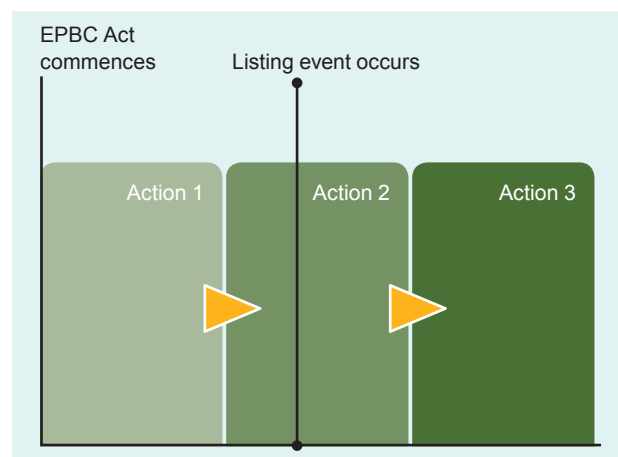 EPBC Act
commences
Listing event occurs
Action 1
Action 2
Action 3